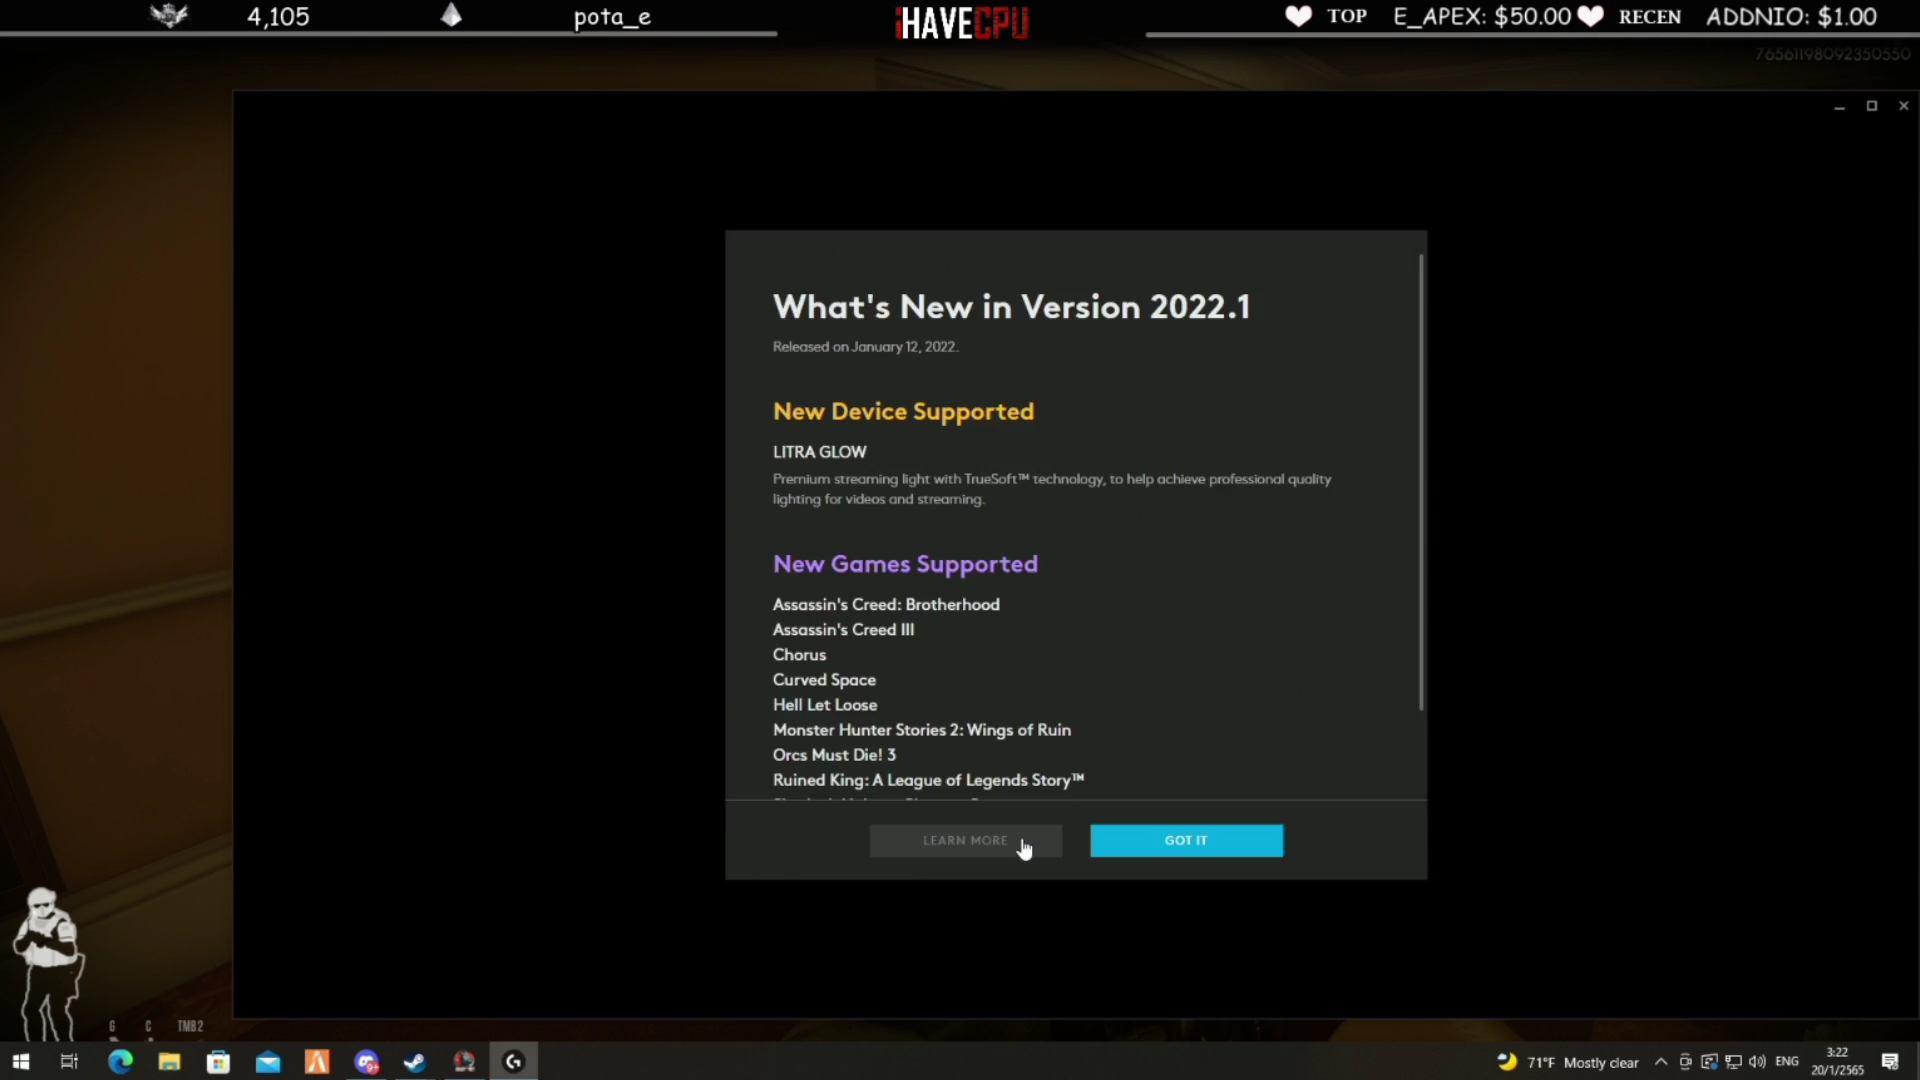 4,105
pota_e
iHAVECPU
TOP E_APEX: $50.00
RECEN ADDNIO: $1.00
76561198092350550
What's New in Version 2022.1
Released on January 12, 2022.
New Device Supported
LITRA GLOW
Premium streaming light with TrueSoft™ technology, to help achieve professional quality
lighting for videos and streaming.
New Games Supported
Assassin's Creed: Brotherhood
Assassin's Creed III
Chorus
Curved Space
Hell Let Loose
Monster Hunter Stories 2: Wings of Ruin
Orcs Must Die! 3
Ruined King: A League of Legends Story™
LEARN MORE
GOT IT
G C TMB2
71°F Mostly clear
ENG
3:22
20/1/2565